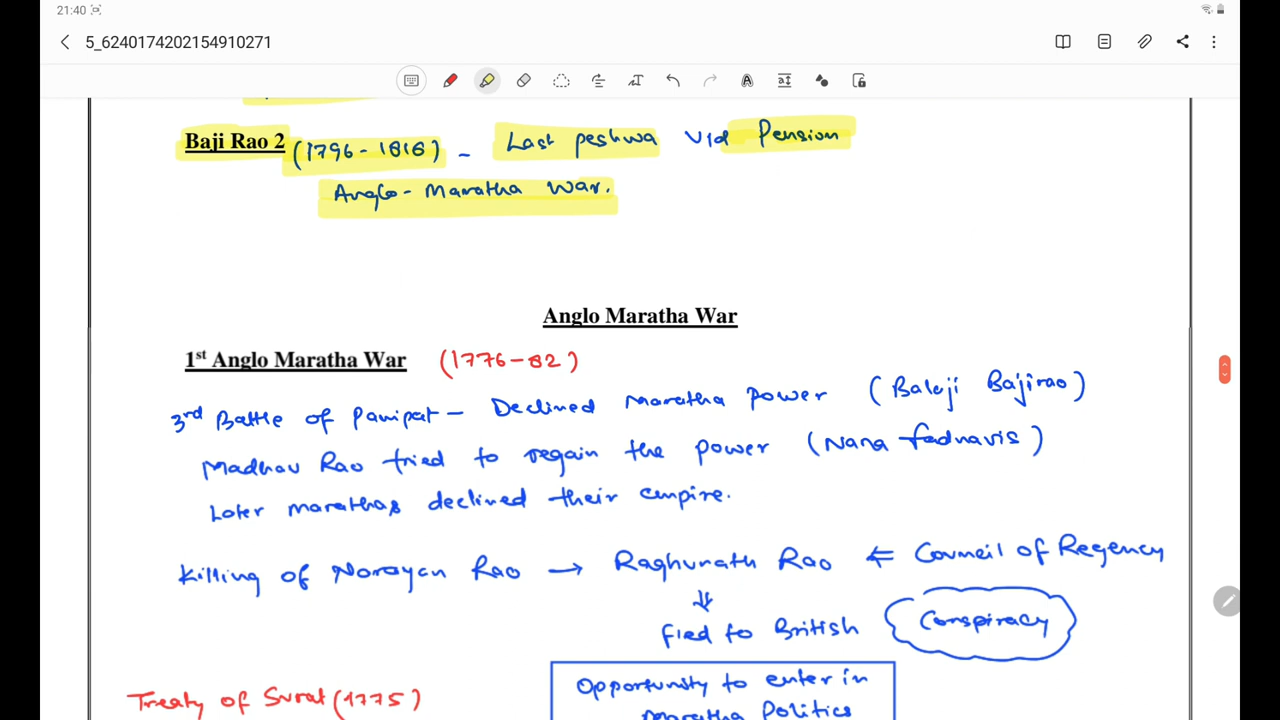 21:40
5_6240174202154910271
Baji Rao 2 (1796-1818) - Last peshwa via Pension
Anglo-Maratha War.
Anglo Maratha War
1st Anglo Maratha War (1776-82)
3rd Battle of Panipat - Declined Maratha power (Balaji Bajirao)
Madhav Rao tried to regain the power (Nana fadnavis)
Later marathas declined their empire.
Killing of Narayan Rao → Raghunath Rao ⇐ Council of Regency
⇓
fled to British Conspiracy
Opportunity to enter in
Maratha Politics
Treaty of Surat (1775)